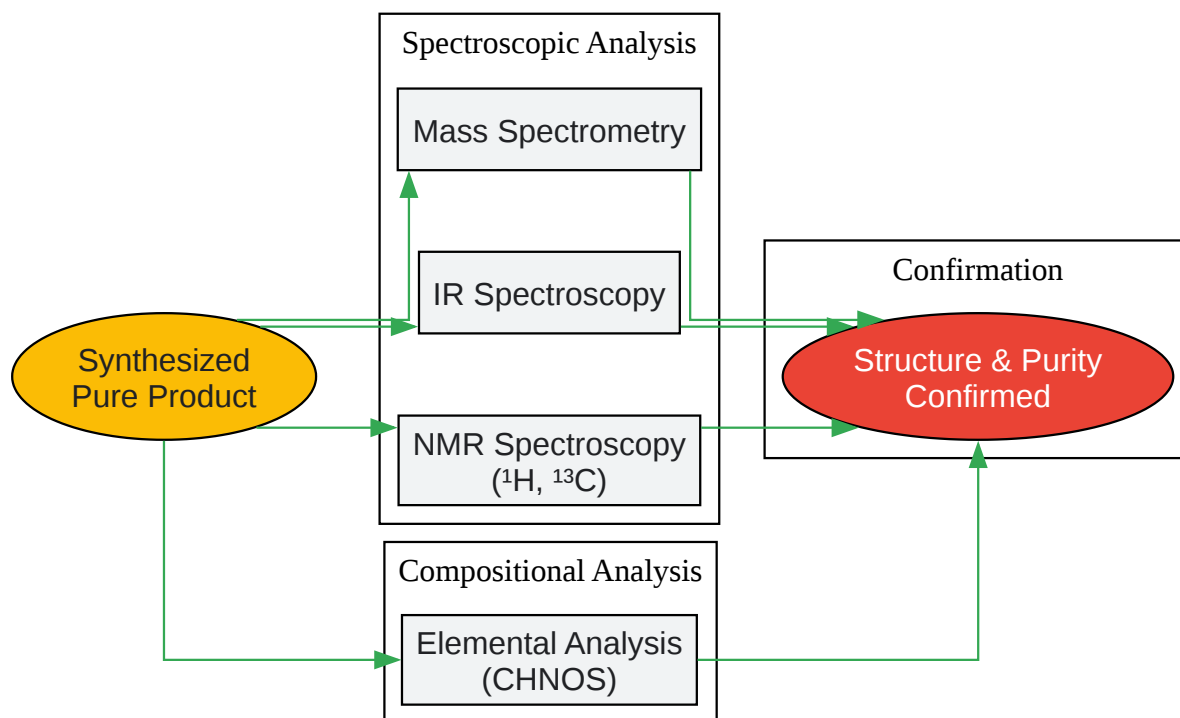 Spectroscopic Analysis
Mass Spectrometry
IR Spectroscopy
NMR Spectroscopy
(¹H, ¹³C)
Synthesized
Pure Product
Confirmation
Structure & Purity
Confirmed
Compositional Analysis
Elemental Analysis
(CHNOS)